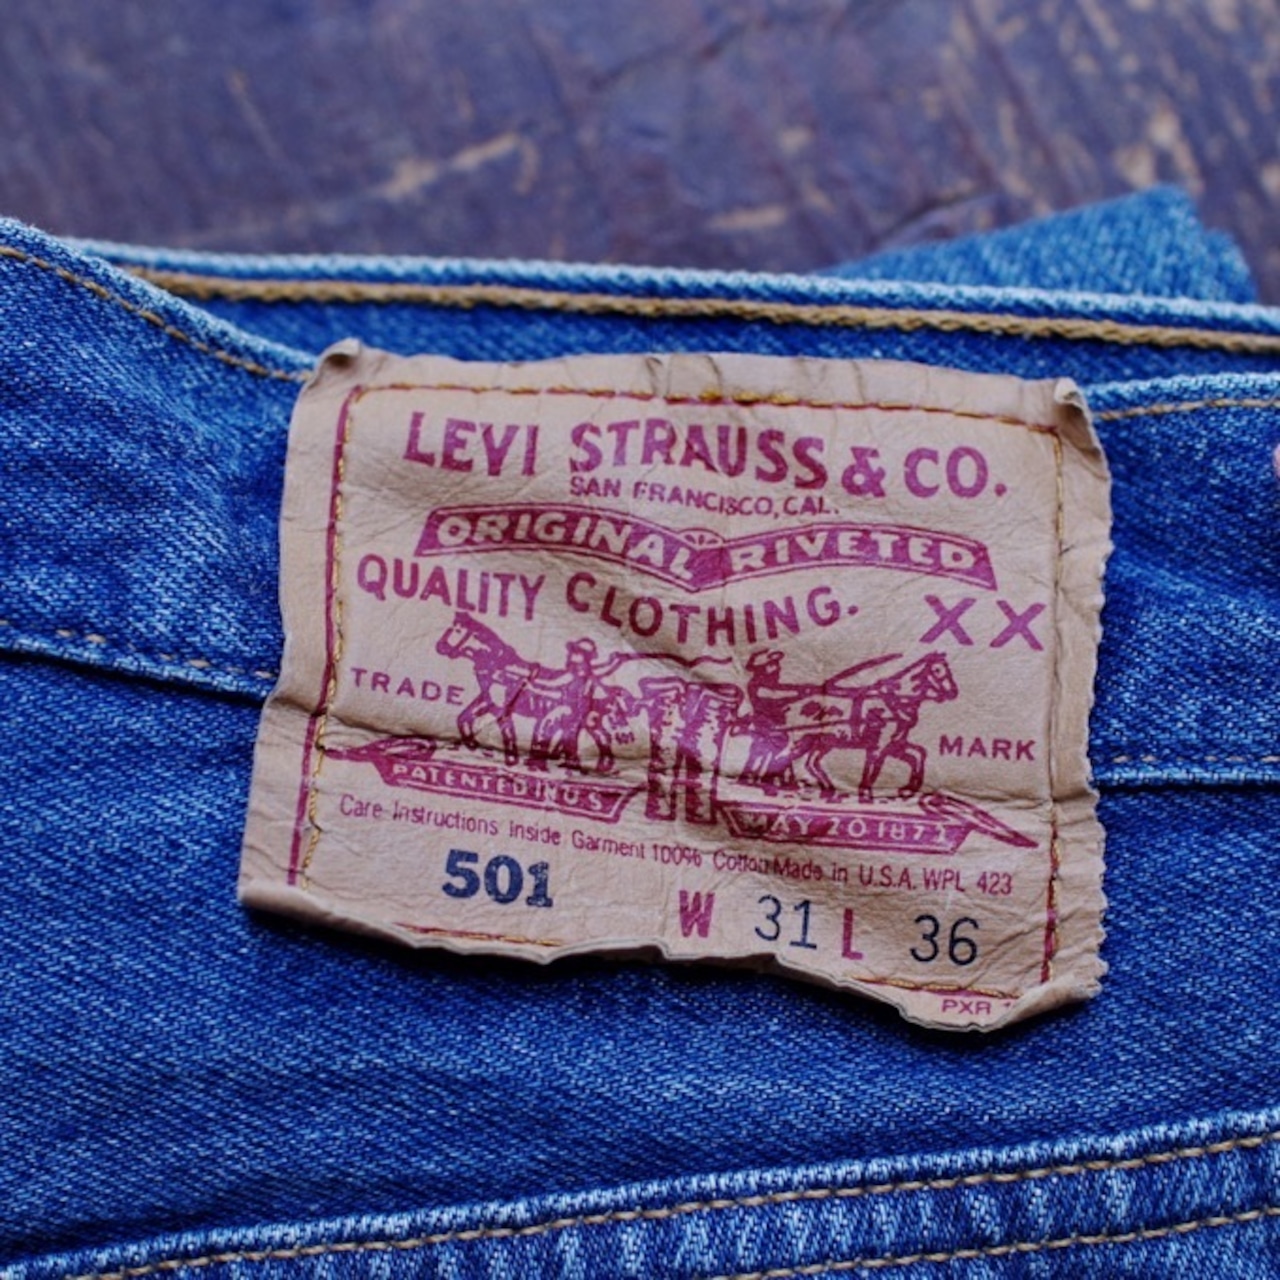 LEVI STRAUSS & CO.
SAN FRANCISCO, CAL.
ORIGINAL RIVETED
QUALITY CLOTHING. XX
TRADE MARK
PATENTED IN U.S. MAY 20 1873
Care Instructions Inside Garment 100% Cotton Made in U.S.A. WPL 423
501 W 31 L 36
PXR